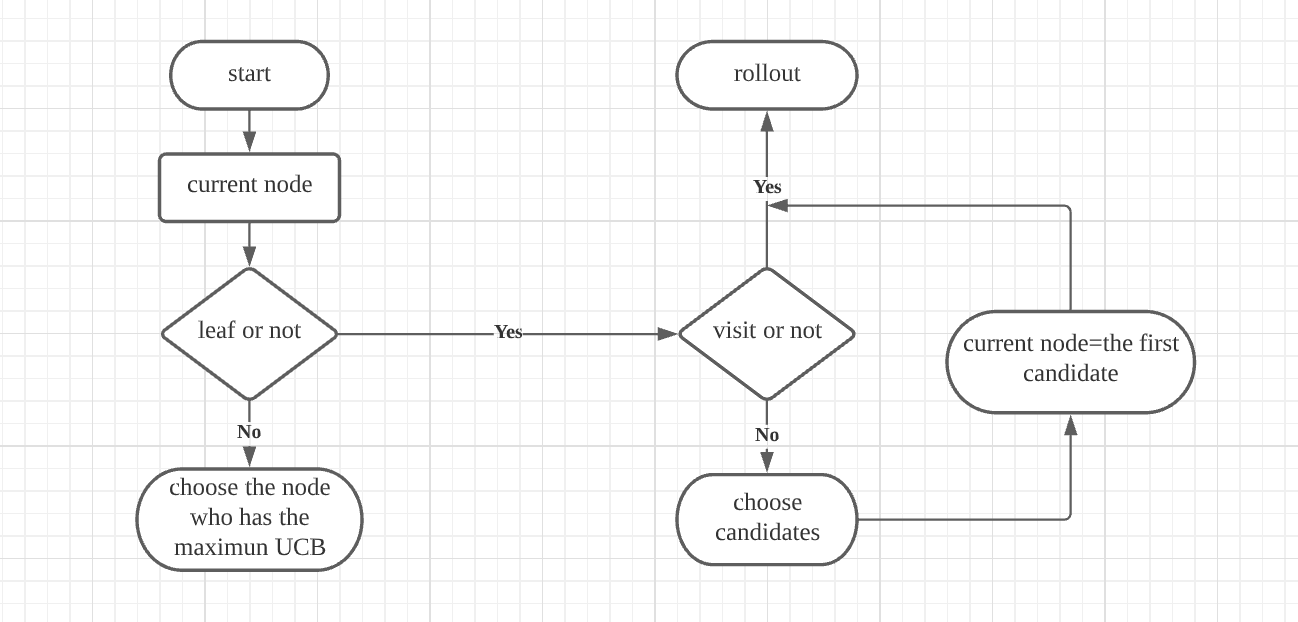 start
current node
leaf or not
No
choose the node
who has the
maximun UCB
Yes
rollout
Yes
visit or not
No
choose
candidates
current node=the first
candidate